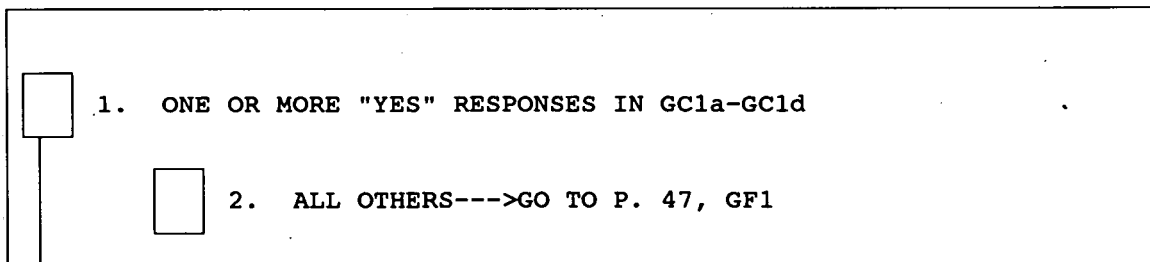 1. ONE OR MORE "YES" RESPONSES IN GC1a-GC1d
2. ALL OTHERS--->GO TO P. 47, GF1